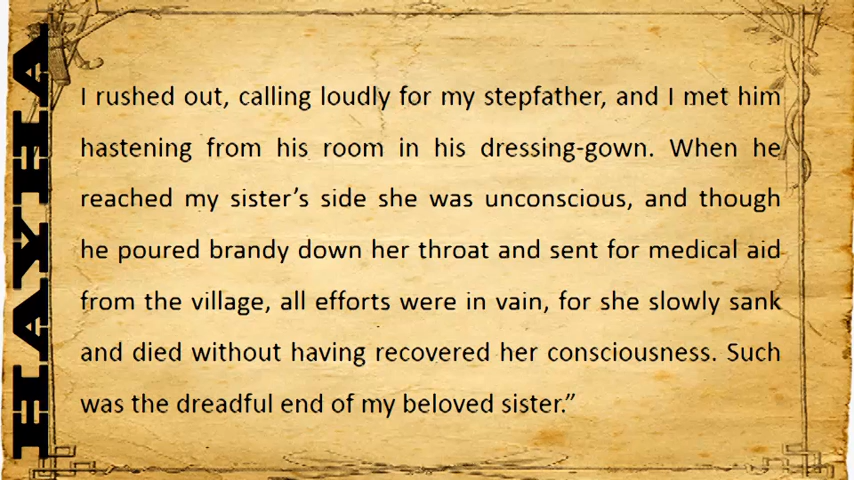 HAYHA
I rushed out, calling loudly for my stepfather, and I met him
hastening from his room in his dressing-gown. When he
reached my sister’s side she was unconscious, and though
he poured brandy down her throat and sent for medical aid
from the village, all efforts were in vain, for she slowly sank
and died without having recovered her consciousness. Such
was the dreadful end of my beloved sister.”